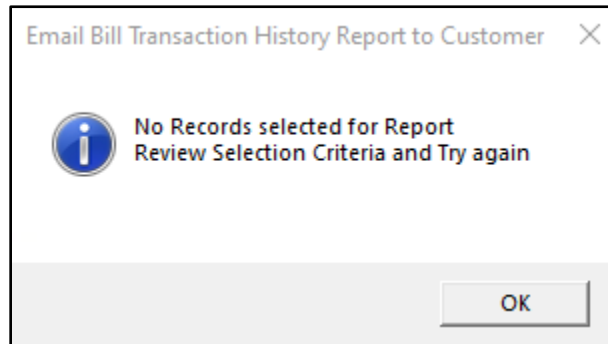 Email Bill Transaction History Report to Customer
No Records selected for Report
Review Selection Criteria and Try again
OK